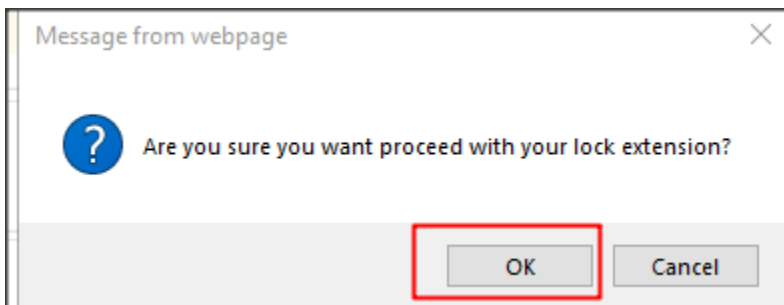 Message from webpage
Are you sure you want proceed with your lock extension?
OK
Cancel